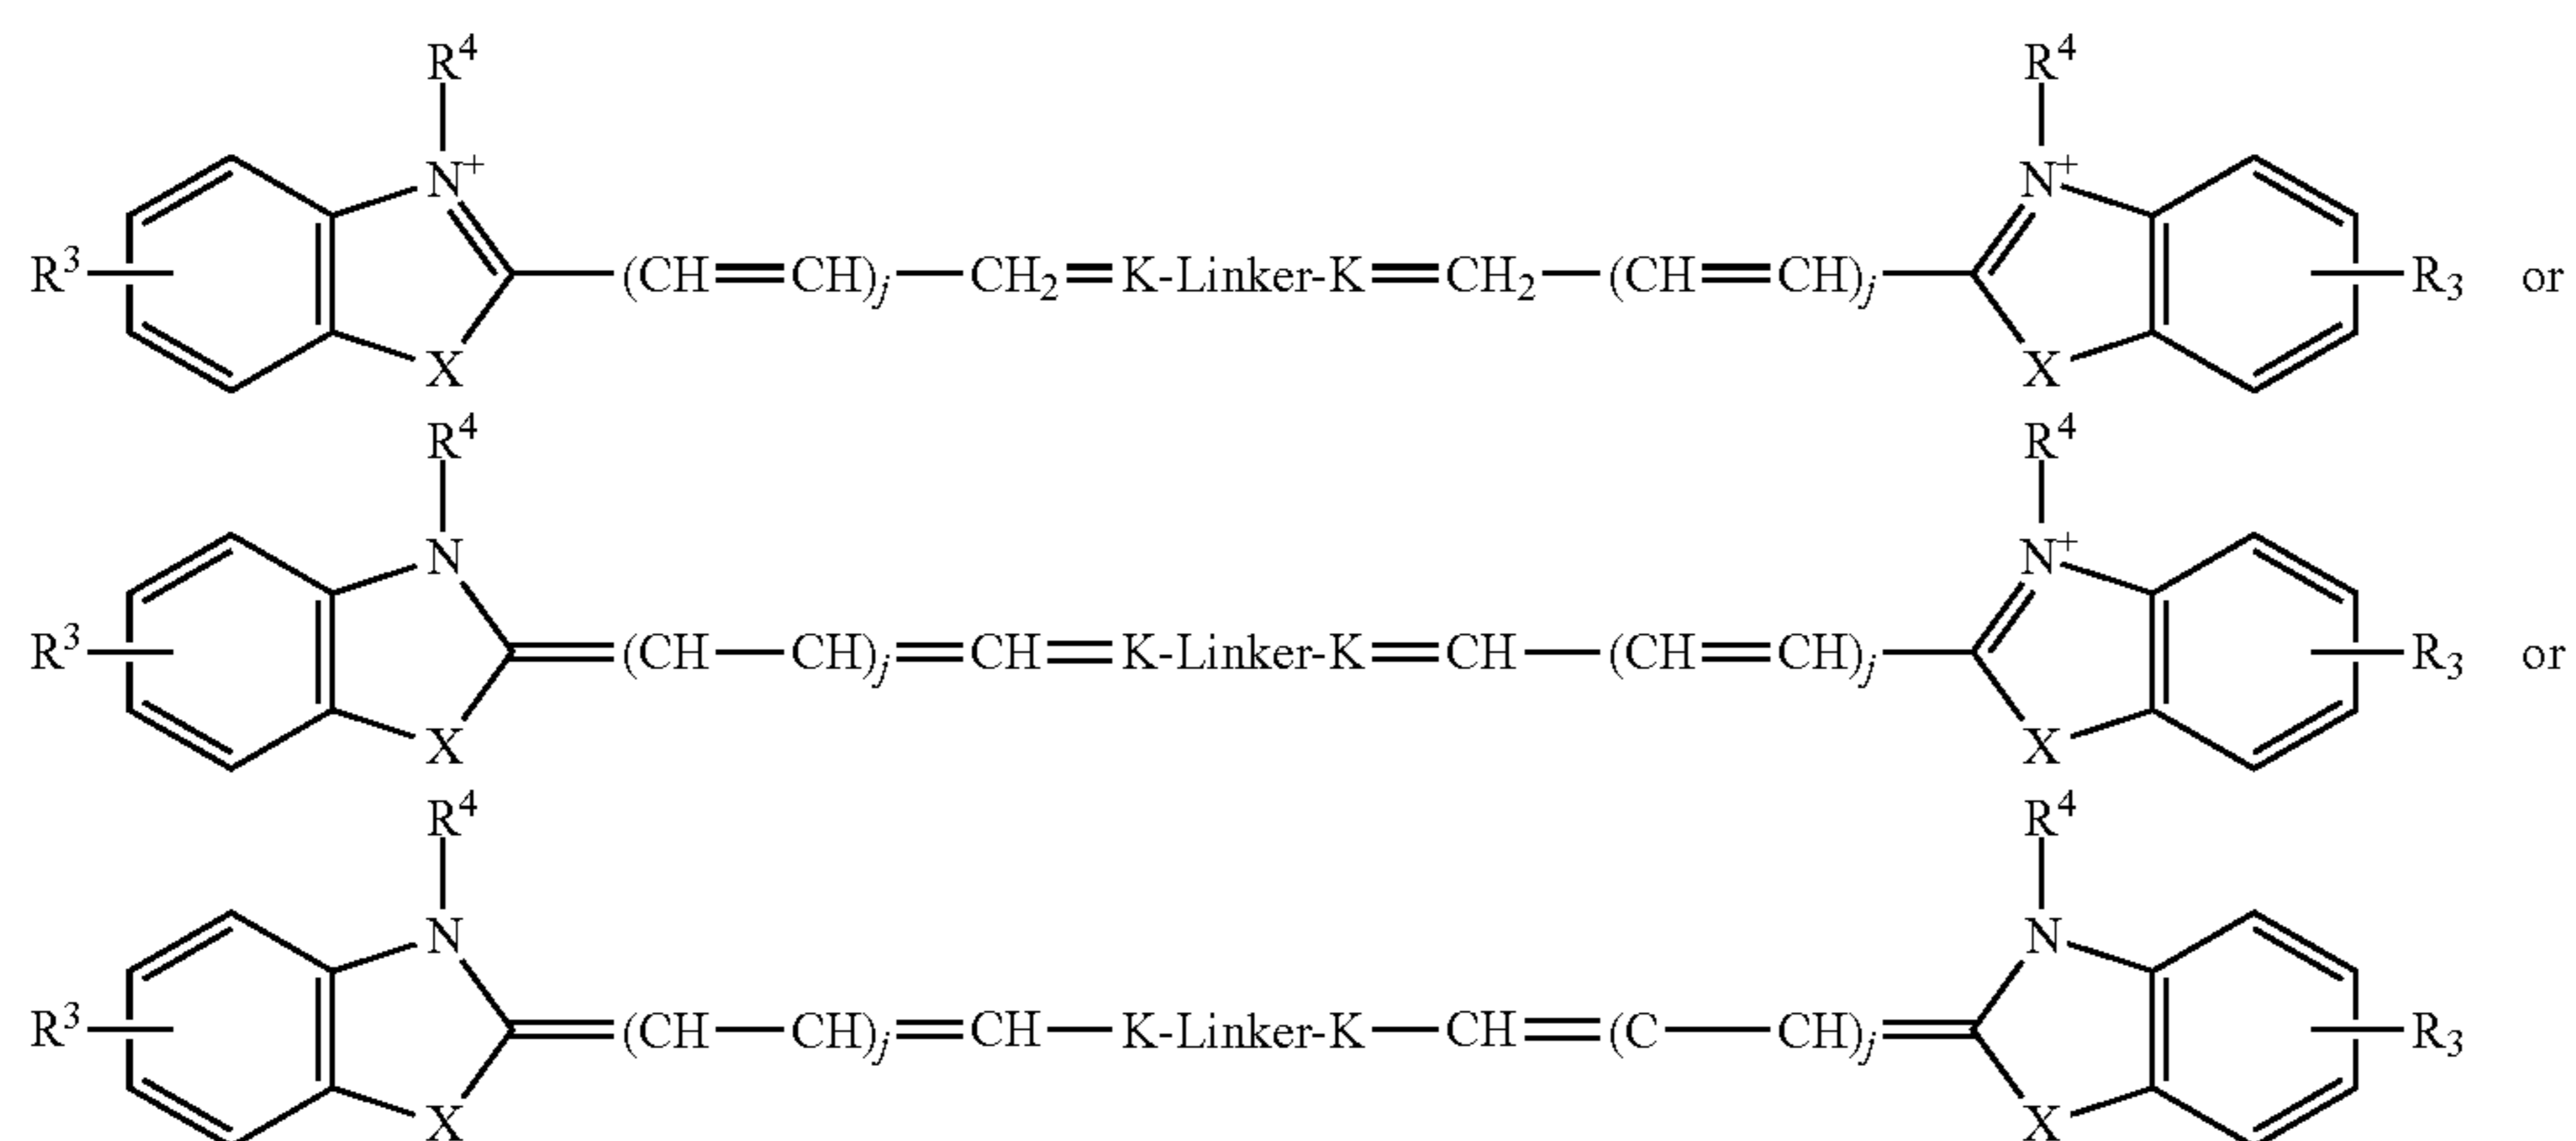 R⁴ R⁴
N⁺ N⁺
R³ (CH=CH)j—CH₂=K-Linker-K=CH₂—(CH=CH)j R₃ or
X X
R⁴ R⁴
N N⁺
R³ =(CH—CH)j=CH=K-Linker-K=CH—(CH=CH)j R₃ or
X X
R⁴ R⁴
N N
R³ =(CH—CH)j=CH—K-Linker-K—CH=(C—CH)j= R₃
X X